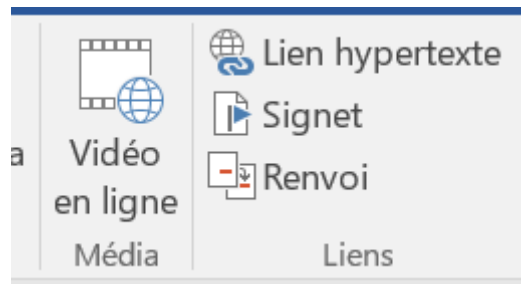 Vidéo
en ligne
Média
Lien hypertexte
Signet
Renvoi
Liens